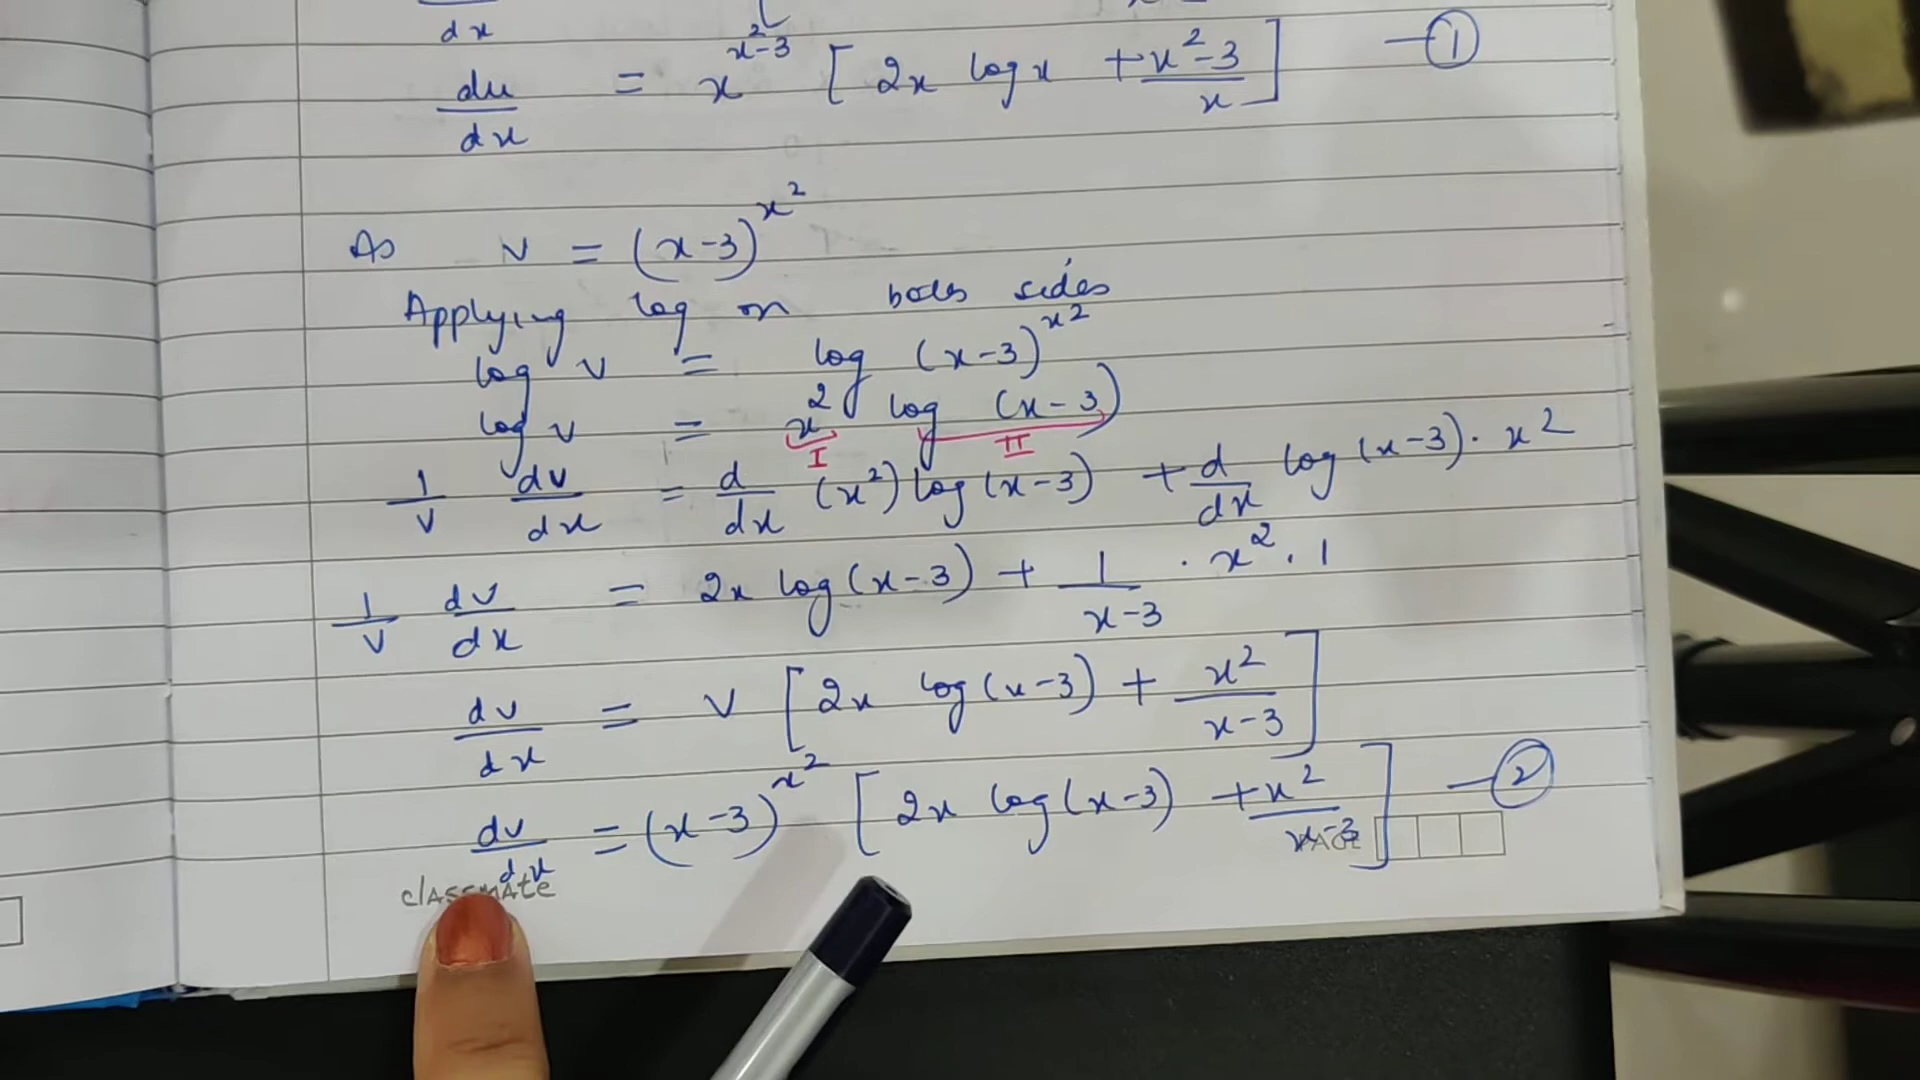 dx
du/dx = x^(x²-3) [ 2x log x + (x²-3)/x ] —①
As v = (x-3)^(x²)
Applying log on both sides
log v = log (x-3)^(x²)
log v = x² log (x-3)
I II
1/v dv/dx = d/dx (x²) log (x-3) + d/dx log (x-3) · x²
1/v dv/dx = 2x log (x-3) + 1/(x-3) · x² · 1
dv/dx = v [ 2x log (x-3) + x²/(x-3) ]
dv/dx = (x-3)^(x²) [ 2x log (x-3) + x²/(x-3) ] —②
classmate PAGE